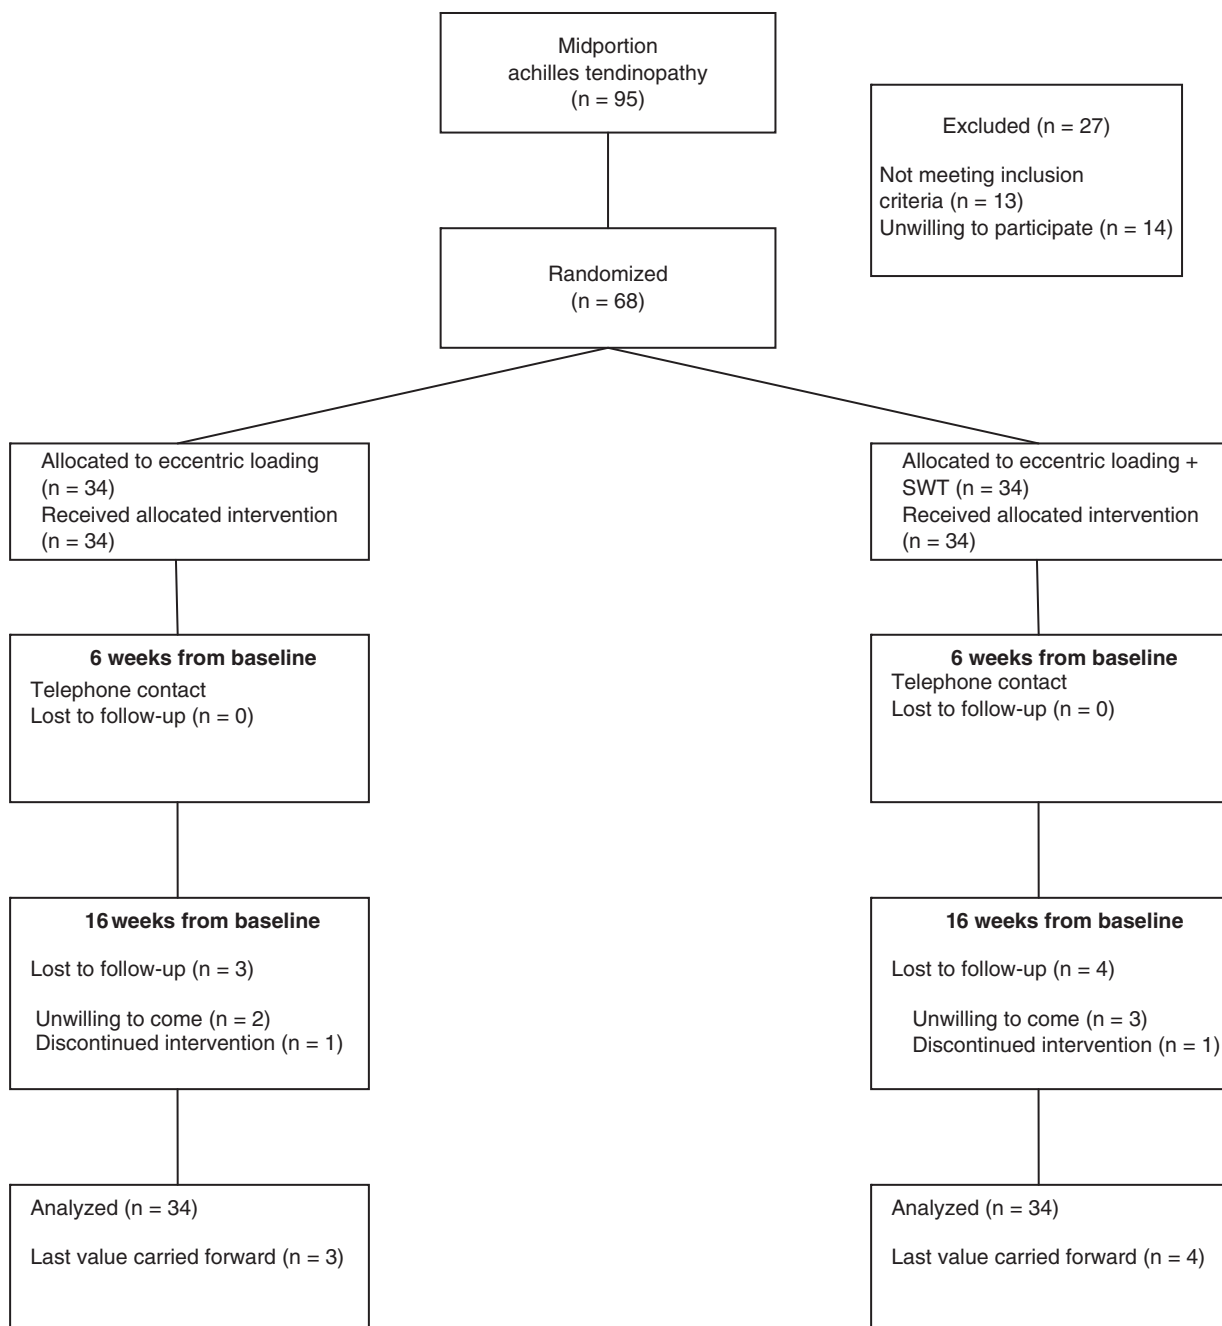 Midportion
achilles tendinopathy
(n = 95)
Excluded (n = 27)
Not meeting inclusion
criteria (n = 13)
Unwilling to participate (n = 14)
Randomized
(n = 68)
Allocated to eccentric loading
(n = 34)
Received allocated intervention
(n = 34)
Allocated to eccentric loading +
SWT (n = 34)
Received allocated intervention
(n = 34)
6 weeks from baseline
Telephone contact
Lost to follow-up (n = 0)
6 weeks from baseline
Telephone contact
Lost to follow-up (n = 0)
16 weeks from baseline
Lost to follow-up (n = 3)
Unwilling to come (n = 2)
Discontinued intervention (n = 1)
16 weeks from baseline
Lost to follow-up (n = 4)
Unwilling to come (n = 3)
Discontinued intervention (n = 1)
Analyzed (n = 34)
Last value carried forward (n = 3)
Analyzed (n = 34)
Last value carried forward (n = 4)